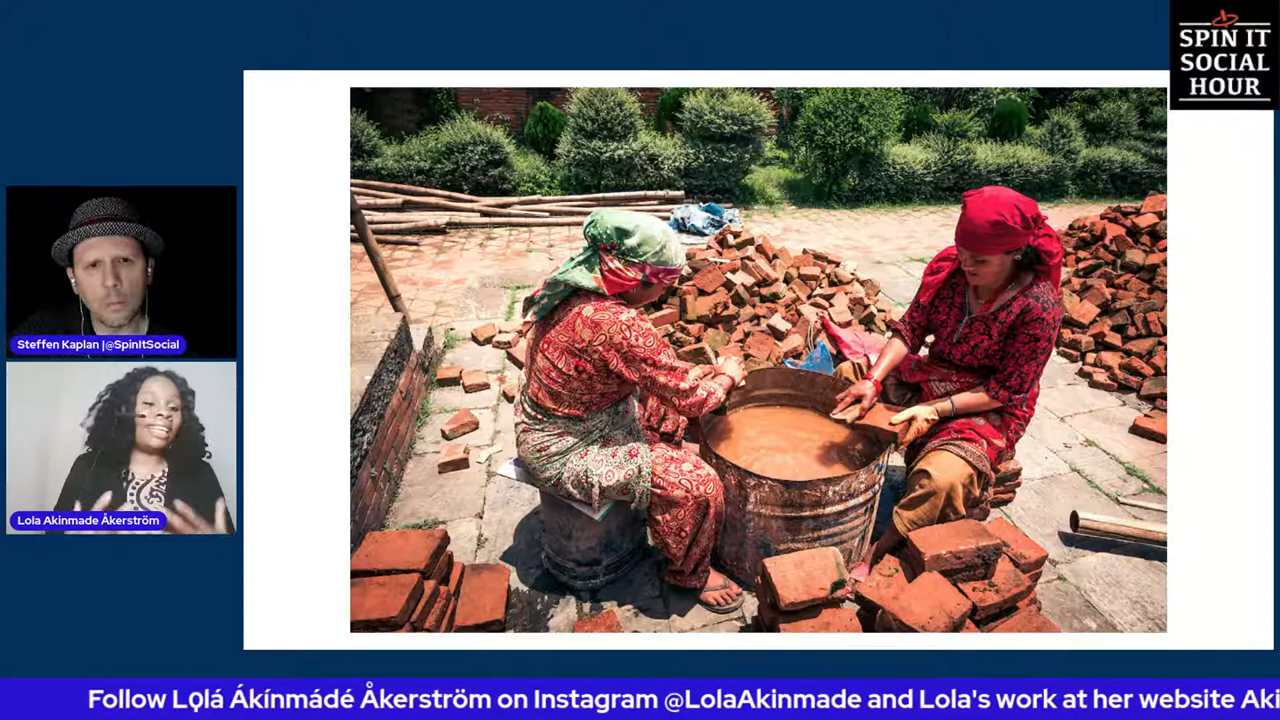 SPIN IT
SOCIAL
HOUR
Steffen Kaplan |@SpinItSocial
Lola Akinmade Åkerström
Follow Lọlá Ákínmádé Åkerström on Instagram @LolaAkinmade and Lola's work at her website Aki